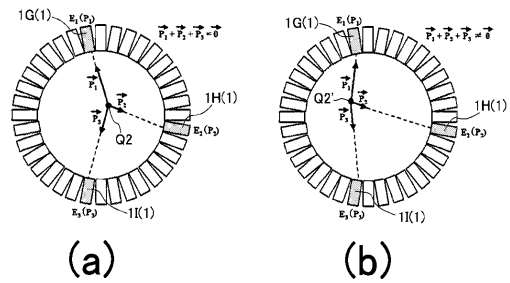 1G(1) E₁(P₁) P₁+P₂+P₃=0
P₁
P₂
P₃
1H(1)
E₂(P₂)
Q2
E₃(P₃)
1I(1)
(a)
1G(1) E₁(P₁) P₁+P₂+P₃≠0
P₁
Q2'
P₂
P₃
1H(1)
E₂(P₂)
E₃(P₃)
1I(1)
(b)